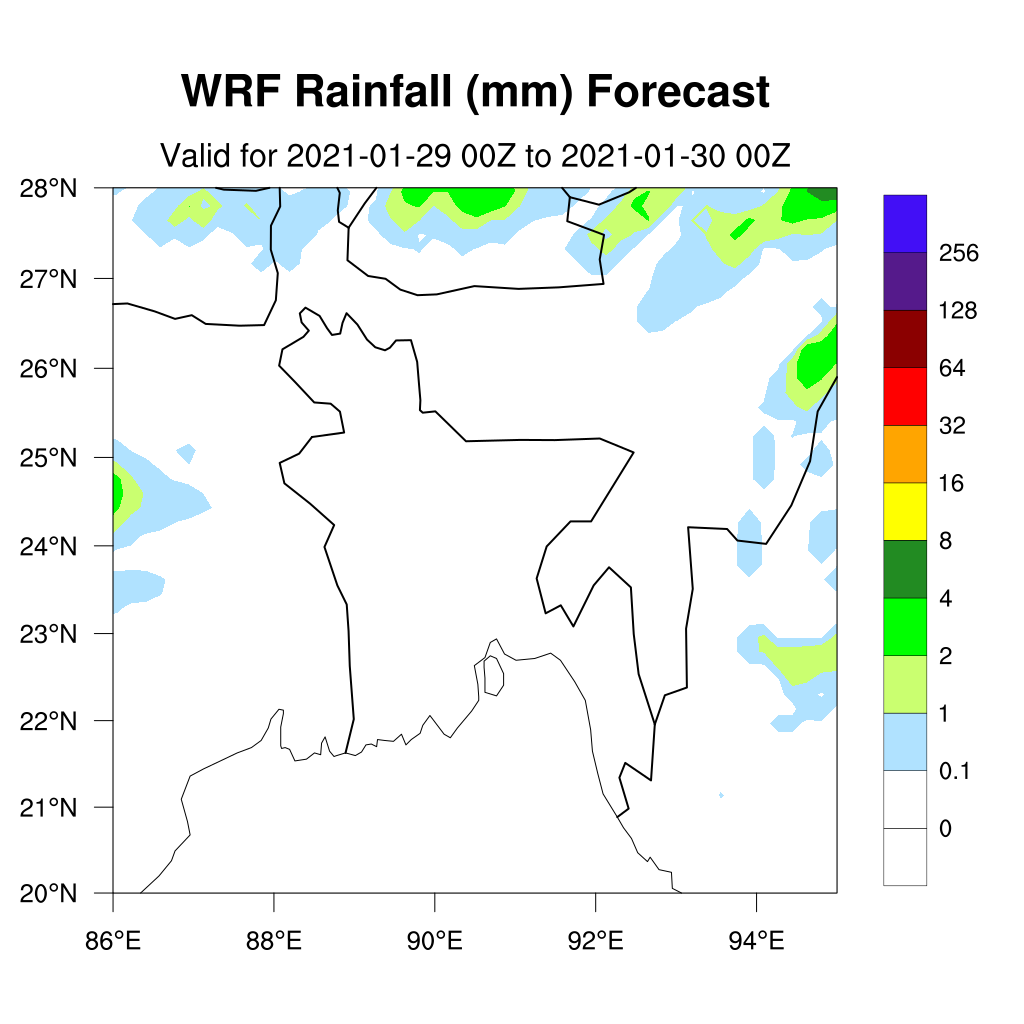 WRF Rainfall (mm) Forecast
Valid for 2021-01-29 00Z to 2021-01-30 00Z
28°N
27°N
26°N
25°N
24°N
23°N
22°N
21°N
20°N
86°E 88°E 90°E 92°E 94°E
256
128
64
32
16
8
4
2
1
0.1
0